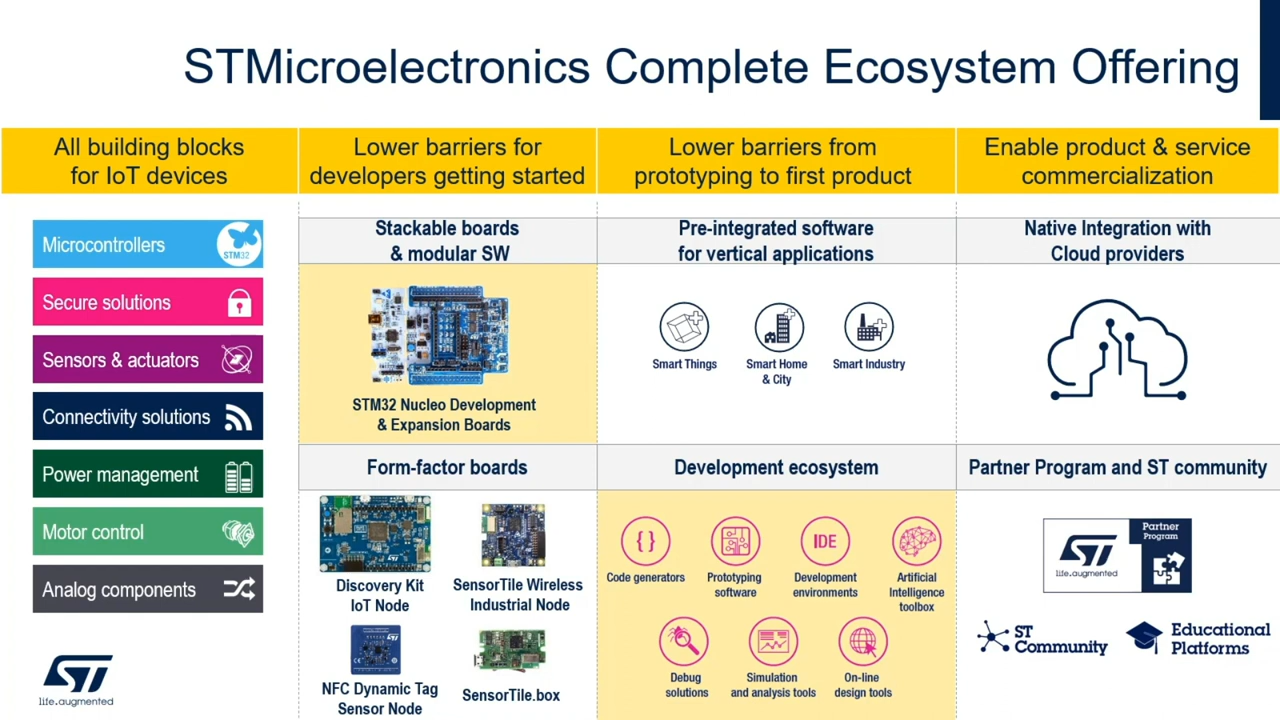 STMicroelectronics Complete Ecosystem Offering
All building blocks
for IoT devices
Lower barriers for
developers getting started
Lower barriers from
prototyping to first product
Enable product & service
commercialization
Microcontrollers
STM32
Secure solutions
Sensors & actuators
Connectivity solutions
Power management
Motor control
Analog components
life.augmented
Stackable boards
& modular SW
STM32 Nucleo Development
& Expansion Boards
Form-factor boards
Discovery Kit
IoT Node
SensorTile Wireless
Industrial Node
NFC Dynamic Tag
Sensor Node
SensorTile.box
Pre-integrated software
for vertical applications
Smart Things
Smart Home
& City
Smart Industry
Development ecosystem
{ }
Code generators
Prototyping
software
IDE
Development
environments
Artificial
Intelligence
toolbox
Debug
solutions
Simulation
and analysis tools
On-line
design tools
Native Integration with
Cloud providers
Partner Program and ST community
ST
life.augmented
Partner
Program
ST
Community
Educational
Platforms